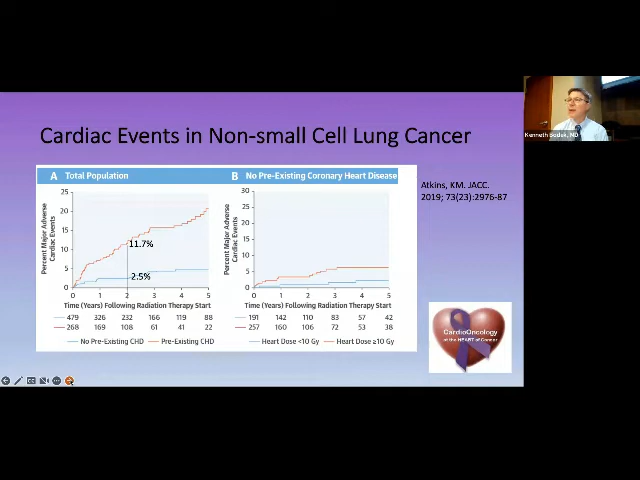 Cardiac Events in Non-small Cell Lung Cancer
A Total Population
Percent Major Adverse
Cardiac Events
25
20
15
10
5
0
11.7%
2.5%
0 1 2 3 4 5
Time (Years) Following Radiation Therapy Start
479 326 232 166 119 88
268 169 108 61 41 22
No Pre-Existing CHD Pre-Existing CHD
B No Pre-Existing Coronary Heart Disease
Percent Major Adverse
Cardiac Events
30
25
20
15
10
5
0
0 1 2 3 4 5
Time (Years) Following Radiation Therapy Start
191 142 110 83 57 42
257 160 106 72 53 38
Heart Dose <10 Gy Heart Dose ≥10 Gy
Atkins, KM. JACC.
2019; 73(23):2976-87
CardioOncology
at the HEART of Cancer
Kenneth Bodek, MD